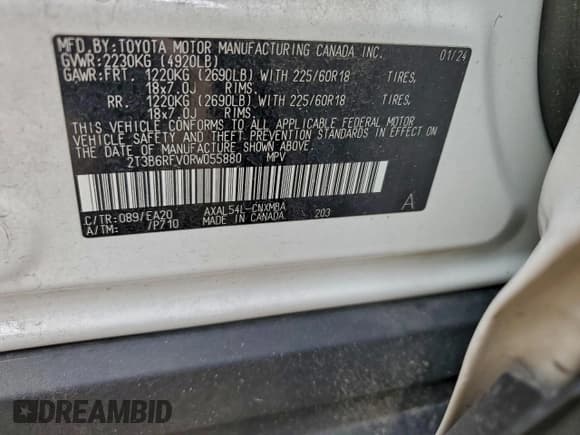 MFD.BY:TOYOTA MOTOR MANUFACTURING CANADA INC. 01/24
GVWR:2230KG (4920LB)
GAWR:FRT. 1220KG (2690LB) WITH 225/60R18 TIRES,
18x7.0J RIMS.
RR. 1220KG (2690LB) WITH 225/60R18 TIRES,
18x7.0J RIMS.
THIS VEHICLE CONFORMS TO ALL APPLICABLE FEDERAL MOTOR
VEHICLE SAFETY AND THEFT PREVENTION STANDARDS IN EFFECT ON
THE DATE OF MANUFACTURE SHOWN ABOVE.
2T3B6RFV0RW055880 MPV
C/TR:089/EA20 AXAL54L-CNXMBA 203 A
A/TM: /P710 MADE IN CANADA
DREAMBID